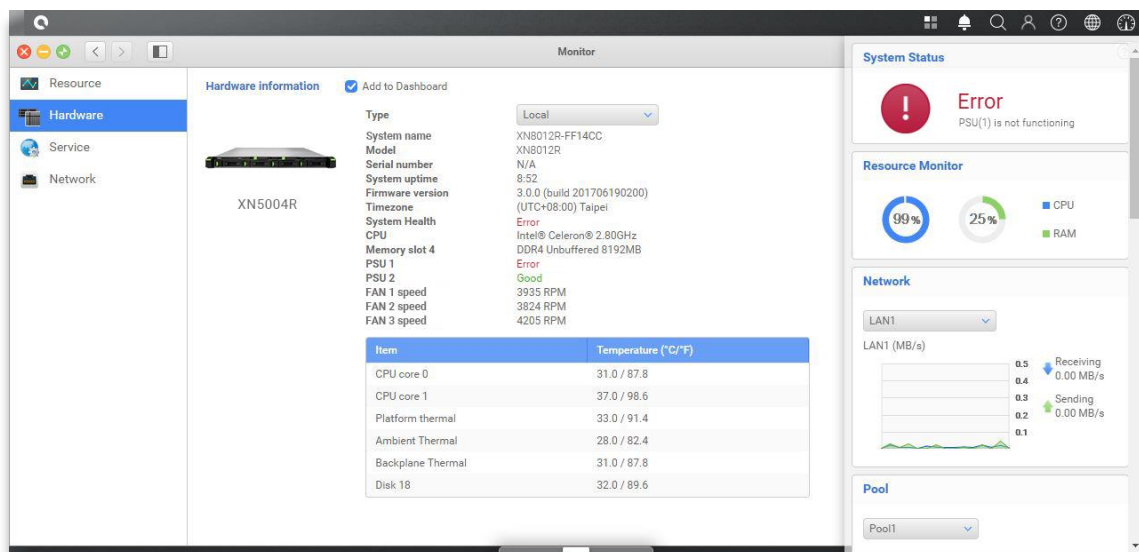 Monitor
Resource
Hardware
Service
Network
Hardware information
Add to Dashboard
XN5004R
Type Local
System name XN8012R-FF14CC
Model XN8012R
Serial number N/A
System uptime 8:52
Firmware version 3.0.0 (build 201706190200)
Timezone (UTC+08:00) Taipei
System Health Error
CPU Intel® Celeron® 2.80GHz
Memory slot 4 DDR4 Unbuffered 8192MB
PSU 1 Error
PSU 2 Good
FAN 1 speed 3935 RPM
FAN 2 speed 3824 RPM
FAN 3 speed 4205 RPM
Item Temperature (°C/°F)
CPU core 0 31.0 / 87.8
CPU core 1 37.0 / 98.6
Platform thermal 33.0 / 91.4
Ambient Thermal 28.0 / 82.4
Backplane Thermal 31.0 / 87.8
Disk 18 32.0 / 89.6
System Status
Error
PSU(1) is not functioning
Resource Monitor
99%
25%
CPU
RAM
Network
LAN1
LAN1 (MB/s)
0.5
0.4
0.3
0.2
0.1
Receiving
0.00 MB/s
Sending
0.00 MB/s
Pool
Pool1